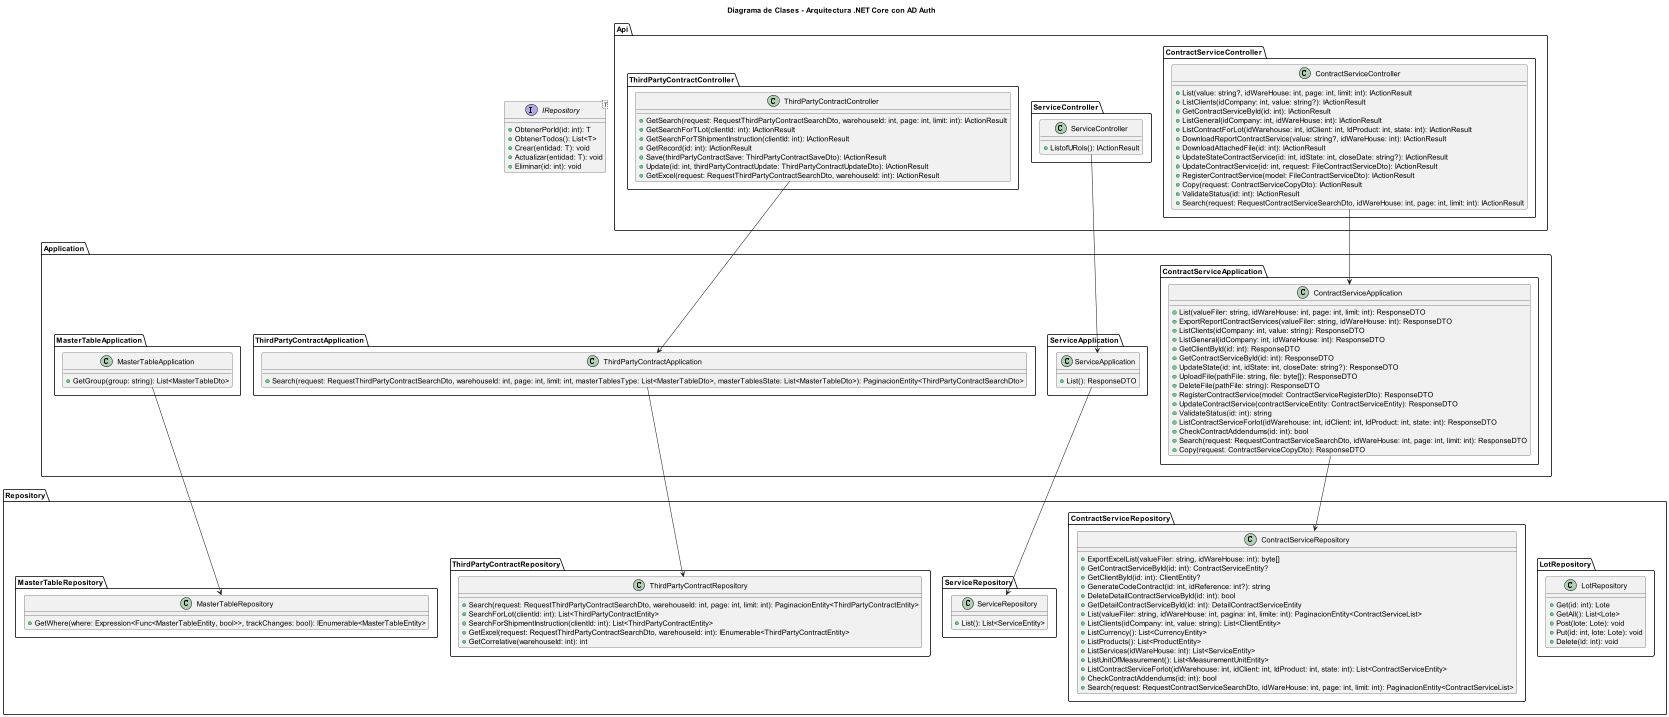 Diagrama de Clases - Arquitectura .NET Core con AD Auth
Api
ContractServiceController
ContractServiceController
List(value: string?, idWareHouse: int, page: int, limit: int): IActionResult
ListClients(idCompany: int, value: string?): IActionResult
GetContractServiceById(id: int): IActionResult
ListGeneral(idCompany: int, idWareHouse: int): IActionResult
ListContractForLot(idWarehouse: int, idClient: int, IdProduct: int, state: int): IActionResult
DownloadReportContractService(value: string?, idWareHouse: int): IActionResult
DownloadAttachedFile(id: int): IActionResult
UpdateStateContractService(id: int, idState: int, closeDate: string?): IActionResult
UpdateContractService(id: int, request: FileContractServiceDto): IActionResult
RegisterContractService(model: FileContractServiceDto): IActionResult
Copy(request: ContractServiceCopyDto): IActionResult
ValidateStatus(id: int): IActionResult
Search(request: RequestContractServiceSearchDto, idWareHouse: int, page: int, limit: int): IActionResult
ThirdPartyContractController
ThirdPartyContractController
GetSearch(request: RequestThirdPartyContractSearchDto, warehouseId: int, page: int, limit: int): IActionResult
GetSearchForTLot(clientId: int): IActionResult
GetSearchForTShipmentInstruction(clientId: int): IActionResult
GetRecord(id: int): IActionResult
Save(thirdPartyContractSave: ThirdPartyContractSaveDto): IActionResult
Update(id: int, thirdPartyContractUpdate: ThirdPartyContractUpdateDto): IActionResult
GetExcel(request: RequestThirdPartyContractSearchDto, warehouseId: int): IActionResult
ServiceController
ServiceController
ListofURols(): IActionResult
IRepository
T
ObtenerPorId(id: int): T
ObtenerTodos(): List<T>
Crear(entidad: T): void
Actualizar(entidad: T): void
Eliminar(id: int): void
Application
ContractServiceApplication
ContractServiceApplication
List(valueFiler: string, idWareHouse: int, page: int, limit: int): ResponseDTO
ExportReportContractServices(valueFiler: string, idWareHouse: int): ResponseDTO
ListClients(idCompany: int, value: string): ResponseDTO
ListGeneral(idCompany: int, idWareHouse: int): ResponseDTO
GetClientById(id: int): ResponseDTO
GetContractServiceById(id: int): ResponseDTO
UpdateState(id: int, idState: int, closeDate: string?): ResponseDTO
UploadFile(pathFile: string, file: byte[]): ResponseDTO
DeleteFile(pathFile: string): ResponseDTO
RegisterContractService(model: ContractServiceRegisterDto): ResponseDTO
UpdateContractService(contractServiceEntity: ContractServiceEntity): ResponseDTO
ValidateStatus(id: int): string
ListContractServiceForlot(idWarehouse: int, idClient: int, IdProduct: int, state: int): ResponseDTO
CheckContractAddendums(id: int): bool
Search(request: RequestContractServiceSearchDto, idWareHouse: int, page: int, limit: int): ResponseDTO
Copy(request: ContractServiceCopyDto): ResponseDTO
MasterTableApplication
MasterTableApplication
GetGroup(group: string): List<MasterTableDto>
ThirdPartyContractApplication
ThirdPartyContractApplication
Search(request: RequestThirdPartyContractSearchDto, warehouseId: int, page: int, limit: int, masterTablesType: List<MasterTableDto>, masterTablesState: List<MasterTableDto>): PaginacionEntity<ThirdPartyContractSearchDto>
ServiceApplication
ServiceApplication
List(): ResponseDTO
Repository
ContractServiceRepository
ContractServiceRepository
ExportExcelList(valueFiler: string, idWareHouse: int): byte[]
GetContractServiceById(id: int): ContractServiceEntity?
GetClientById(id: int): ClientEntity?
GenerateCodeContract(id: int, idReference: int?): string
DeleteDetailContractServiceById(id: int): bool
GetDetailContractServiceById(id: int): DetailContractServiceEntity
List(valueFiler: string, idWareHouse: int, pagina: int, limite: int): PaginacionEntity<ContractServiceList>
ListClients(idCompany: int, value: string): List<ClientEntity>
ListCurrency(): List<CurrencyEntity>
ListProducts(): List<ProductEntity>
ListServices(idWareHouse: int): List<ServiceEntity>
ListUnitOfMeasurement(): List<MeasurementUnitEntity>
ListContractServiceForlot(idWarehouse: int, idClient: int, IdProduct: int, state: int): List<ContractServiceEntity>
CheckContractAddendums(id: int): bool
Search(request: RequestContractServiceSearchDto, idWareHouse: int, page: int, limit: int): PaginacionEntity<ContractServiceList>
LotRepository
LotRepository
Get(id: int): Lote
GetAll(): List<Lote>
Post(lote: Lote): void
Put(id: int, lote: Lote): void
Delete(id: int): void
MasterTableRepository
MasterTableRepository
GetWhere(where: Expression<Func<MasterTableEntity, bool>>, trackChanges: bool): IEnumerable<MasterTableEntity>
ThirdPartyContractRepository
ThirdPartyContractRepository
Search(request: RequestThirdPartyContractSearchDto, warehouseId: int, page: int, limit: int): PaginacionEntity<ThirdPartyContractEntity>
SearchForLot(clientId: int): List<ThirdPartyContractEntity>
SearchForShipmentInstruction(clientId: int): List<ThirdPartyContractEntity>
GetExcel(request: RequestThirdPartyContractSearchDto, warehouseId: int): IEnumerable<ThirdPartyContractEntity>
GetCorrelative(warehouseId: int): int
ServiceRepository
ServiceRepository
List(): List<ServiceEntity>